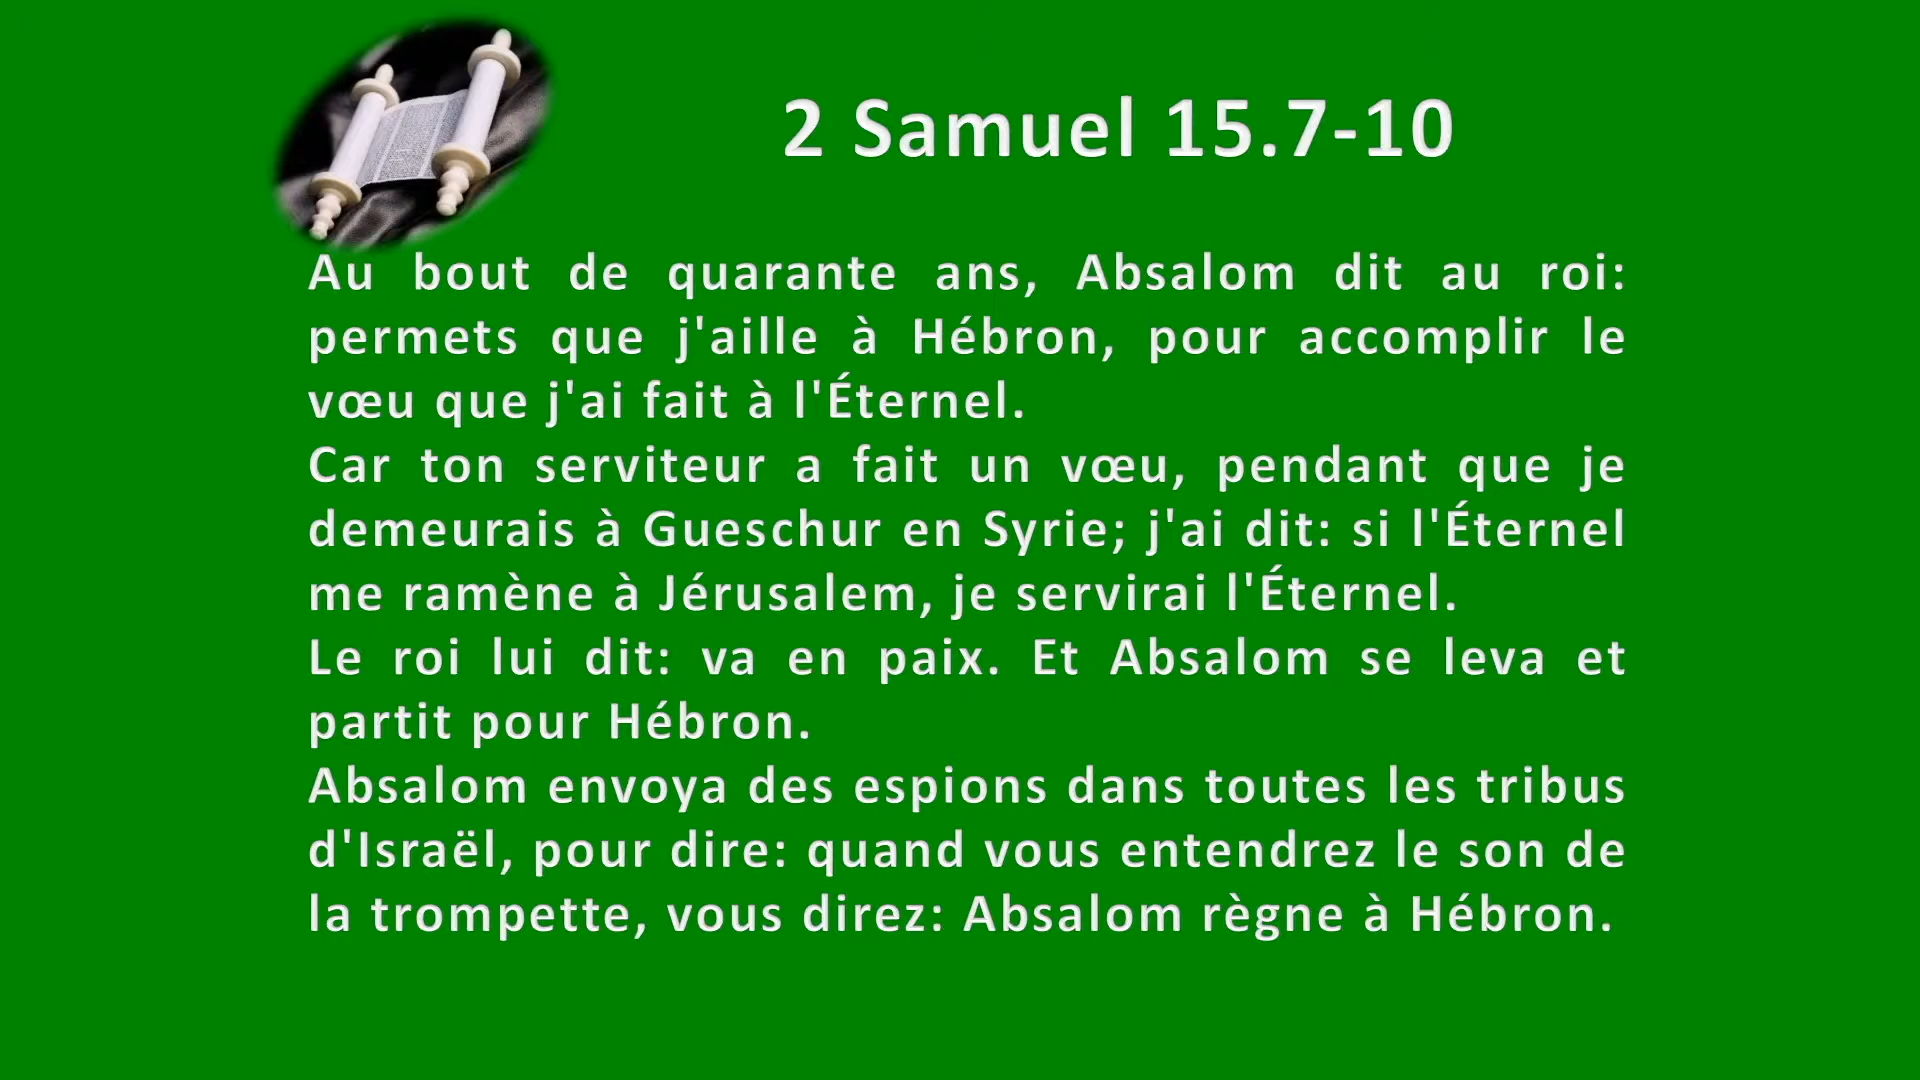 2 Samuel 15.7-10
Au bout de quarante ans, Absalom dit au roi:
permets que j'aille à Hébron, pour accomplir le
vœu que j'ai fait à l'Éternel.
Car ton serviteur a fait un vœu, pendant que je
demeurais à Gueschur en Syrie; j'ai dit: si l'Éternel
me ramène à Jérusalem, je servirai l'Éternel.
Le roi lui dit: va en paix. Et Absalom se leva et
partit pour Hébron.
Absalom envoya des espions dans toutes les tribus
d'Israël, pour dire: quand vous entendrez le son de
la trompette, vous direz: Absalom règne à Hébron.